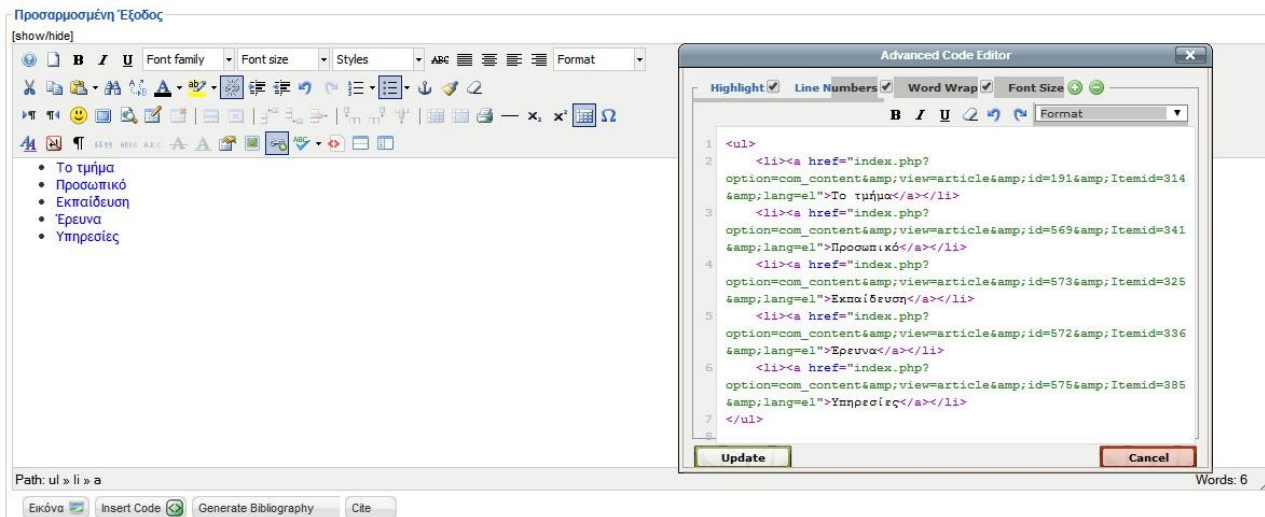 Προσαρμοσμένη Έξοδος
[show/hide]
B I U Font family Font size Styles ABC Format
Advanced Code Editor X
Highlight Line Numbers Word Wrap Font Size
B I U Format
1 <ul>
2 <li><a href="index.php?
option=com_content&amp;view=article&amp;id=191&amp;Itemid=314
&amp;lang=el">Το τμήμα</a></li>
3 <li><a href="index.php?
option=com_content&amp;view=article&amp;id=569&amp;Itemid=341
&amp;lang=el">Προσωπικό</a></li>
4 <li><a href="index.php?
option=com_content&amp;view=article&amp;id=573&amp;Itemid=325
&amp;lang=el">Εκπαίδευση</a></li>
5 <li><a href="index.php?
option=com_content&amp;view=article&amp;id=572&amp;Itemid=336
&amp;lang=el">Έρευνα</a></li>
6 <li><a href="index.php?
option=com_content&amp;view=article&amp;id=575&amp;Itemid=385
&amp;lang=el">Υπηρεσίες</a></li>
7 </ul>
8
Update Cancel
• Το τμήμα
• Προσωπικό
• Εκπαίδευση
• Έρευνα
• Υπηρεσίες
Path: ul » li » a Words: 6
Εικόνα Insert Code Generate Bibliography Cite